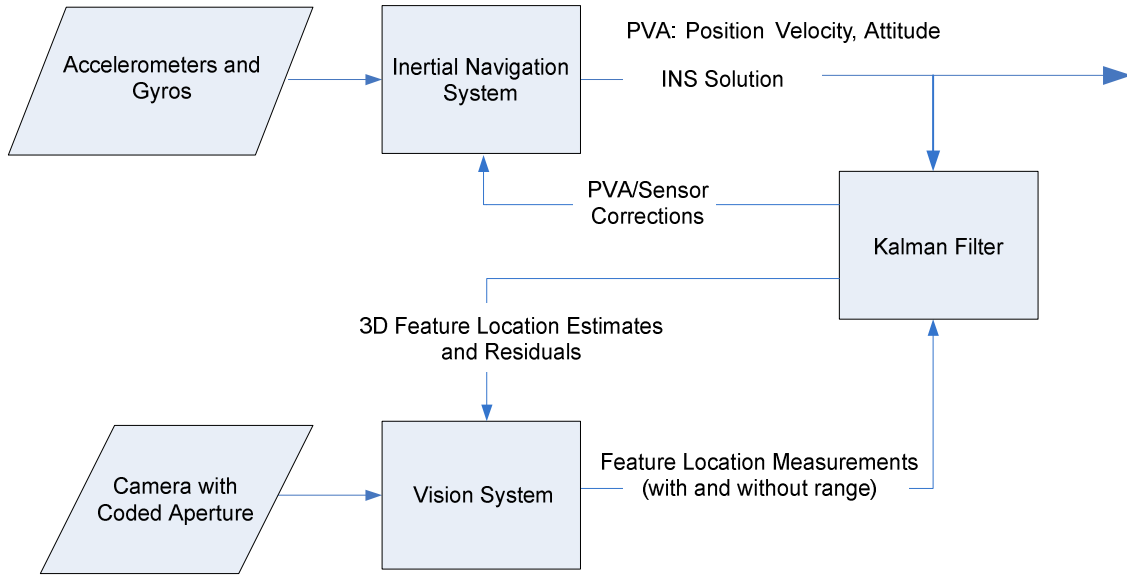 PVA: Position Velocity, Attitude
Accelerometers and
Gyros
Inertial Navigation
System
INS Solution
PVA/Sensor
Corrections
Kalman Filter
3D Feature Location Estimates
and Residuals
Camera with
Coded Aperture
Vision System
Feature Location Measurements
(with and without range)